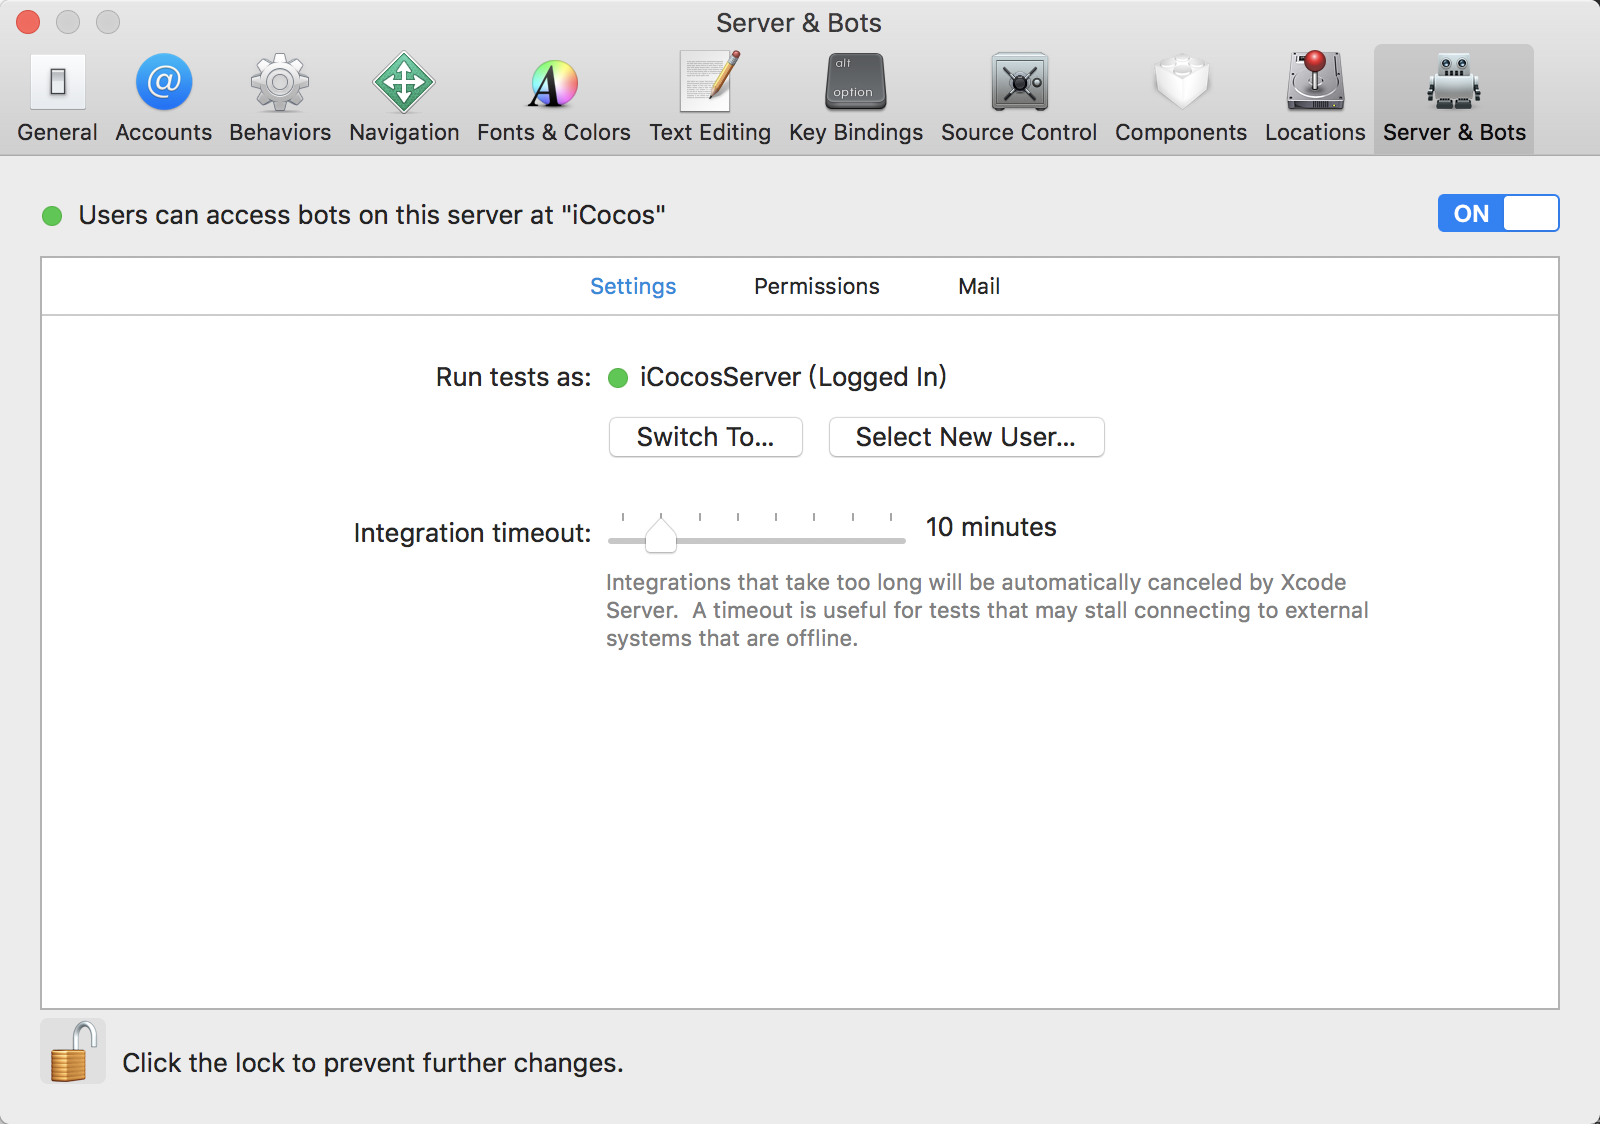 Server & Bots
General Accounts Behaviors Navigation Fonts & Colors Text Editing alt option Key Bindings Source Control Components Locations Server & Bots
Users can access bots on this server at "iCocos" ON
Settings Permissions Mail
Run tests as: iCocosServer (Logged In)
Switch To... Select New User...
Integration timeout: 10 minutes
Integrations that take too long will be automatically canceled by Xcode
Server.  A timeout is useful for tests that may stall connecting to external
systems that are offline.
Click the lock to prevent further changes.